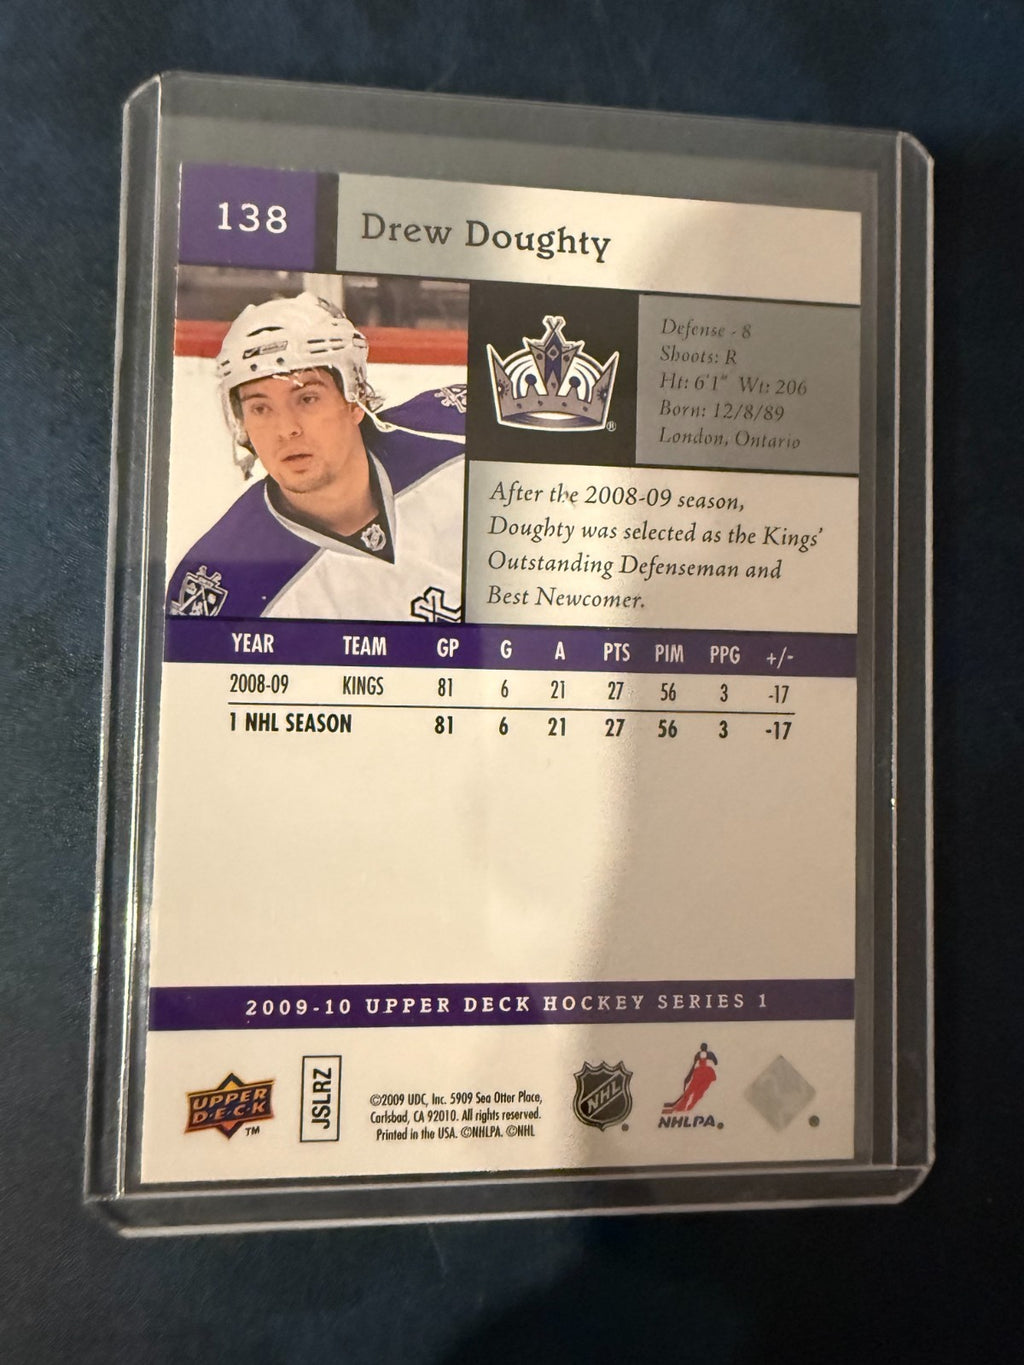 138
Drew Doughty
Defense - 8
Shoots: R
Ht: 6'1" Wt: 206
Born: 12/8/89
London, Ontario
After the 2008-09 season,
Doughty was selected as the Kings'
Outstanding Defenseman and
Best Newcomer.
YEAR TEAM GP G A PTS PIM PPG +/-
2008-09 KINGS 81 6 21 27 56 3 -17
1 NHL SEASON 81 6 21 27 56 3 -17
2009-10 UPPER DECK HOCKEY SERIES 1
UPPER
D·E·C·K
TM
JSLRZ
©2009 UDC, Inc. 5909 Sea Otter Place,
Carlsbad, CA 92010. All rights reserved.
Printed in the USA. ©NHLPA. ©NHL
NHL
NHLPA